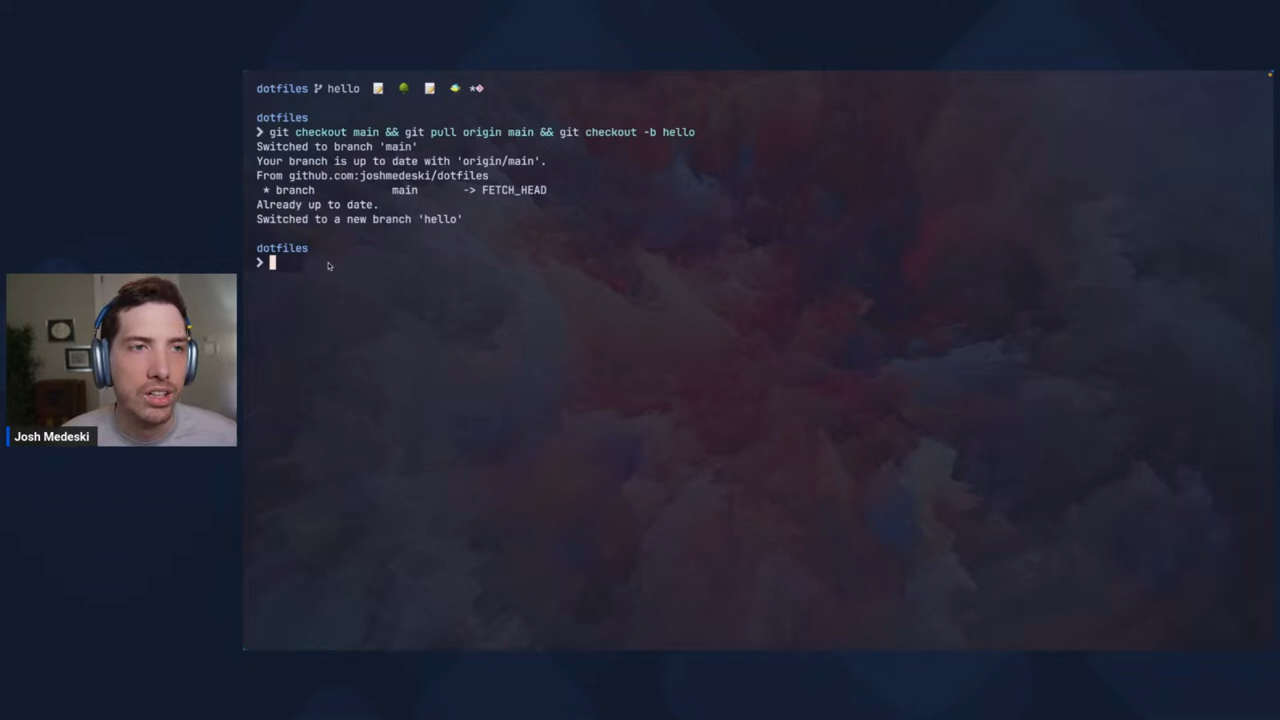 dotfiles hello
dotfiles
❯ git checkout main && git pull origin main && git checkout -b hello
Switched to branch 'main'
Your branch is up to date with 'origin/main'.
From github.com:joshmedeski/dotfiles
* branch main -> FETCH_HEAD
Already up to date.
Switched to a new branch 'hello'
dotfiles
❯
Josh Medeski